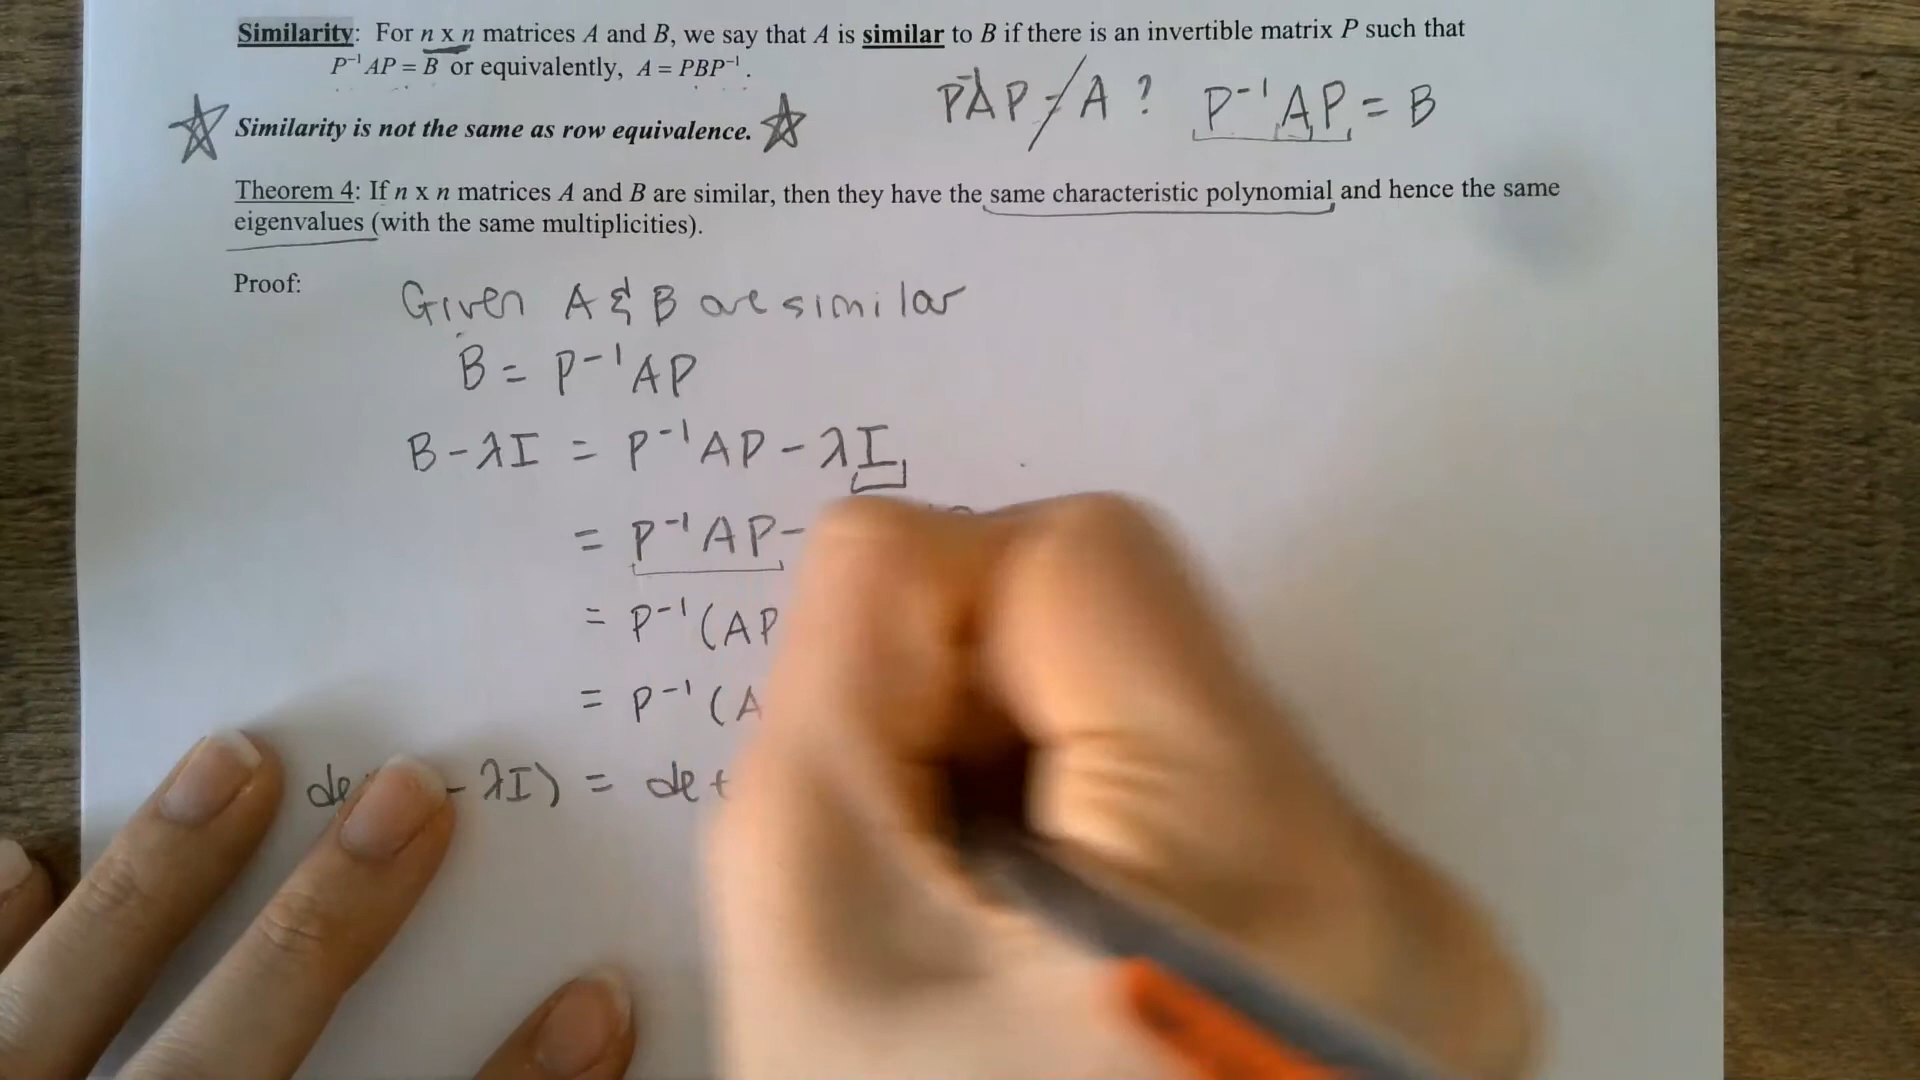 Similarity: For n x n matrices A and B, we say that A is similar to B if there is an invertible matrix P such that
P⁻¹AP = B or equivalently, A = PBP⁻¹.
P⁻¹AP ≠ A ? P⁻¹AP = B
Similarity is not the same as row equivalence.
Theorem 4: If n x n matrices A and B are similar, then they have the same characteristic polynomial and hence the same
eigenvalues (with the same multiplicities).
Proof: Given A & B are similar
B = P⁻¹AP
B - λI = P⁻¹AP - λI
= P⁻¹AP -
= P⁻¹(AP
= P⁻¹(A
- λI) = det